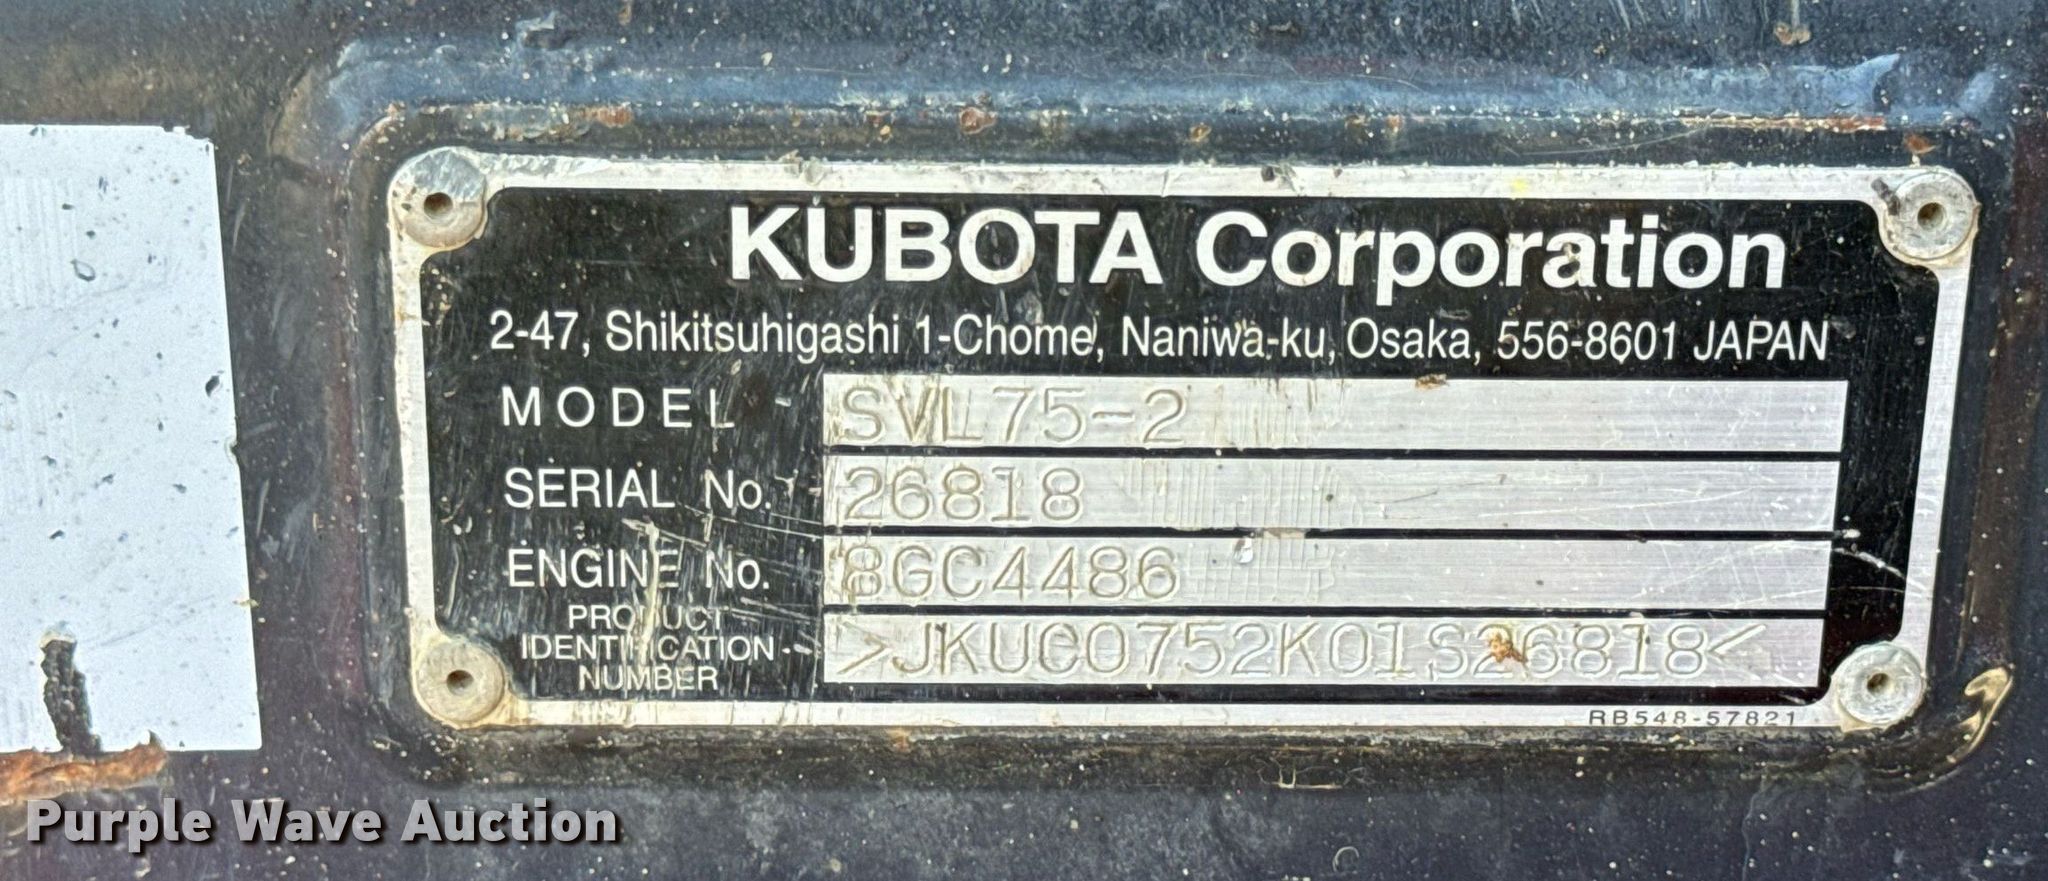 KUBOTA Corporation
2-47, Shikitsuhigashi 1-Chome, Naniwa-ku, Osaka, 556-8601 JAPAN
MODEL SVL75-2
SERIAL No. 26818
ENGINE No. 8GC4486
PRODUCT
IDENTIFICATION
NUMBER
>JKUC0752K01S26818<
RB548-57821
Purple Wave Auction